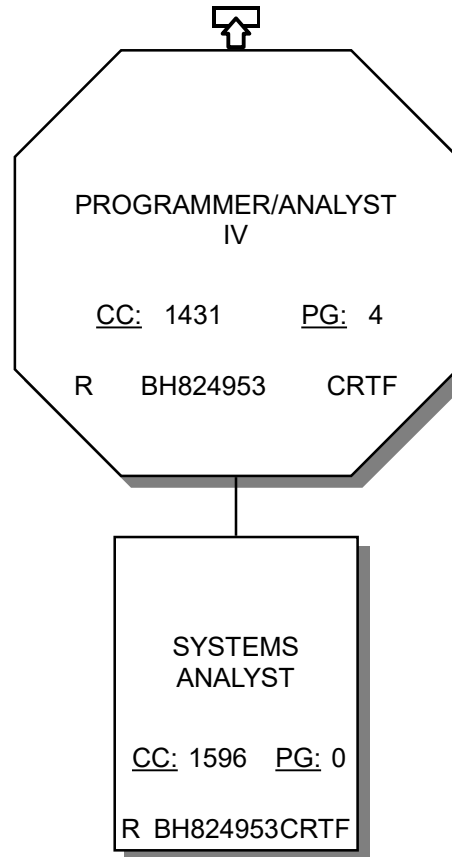 PROGRAMMER/ANALYST
IV
CC: 1431 PG: 4
R BH824953 CRTF
SYSTEMS
ANALYST
CC: 1596 PG: 0
R BH824953CRTF